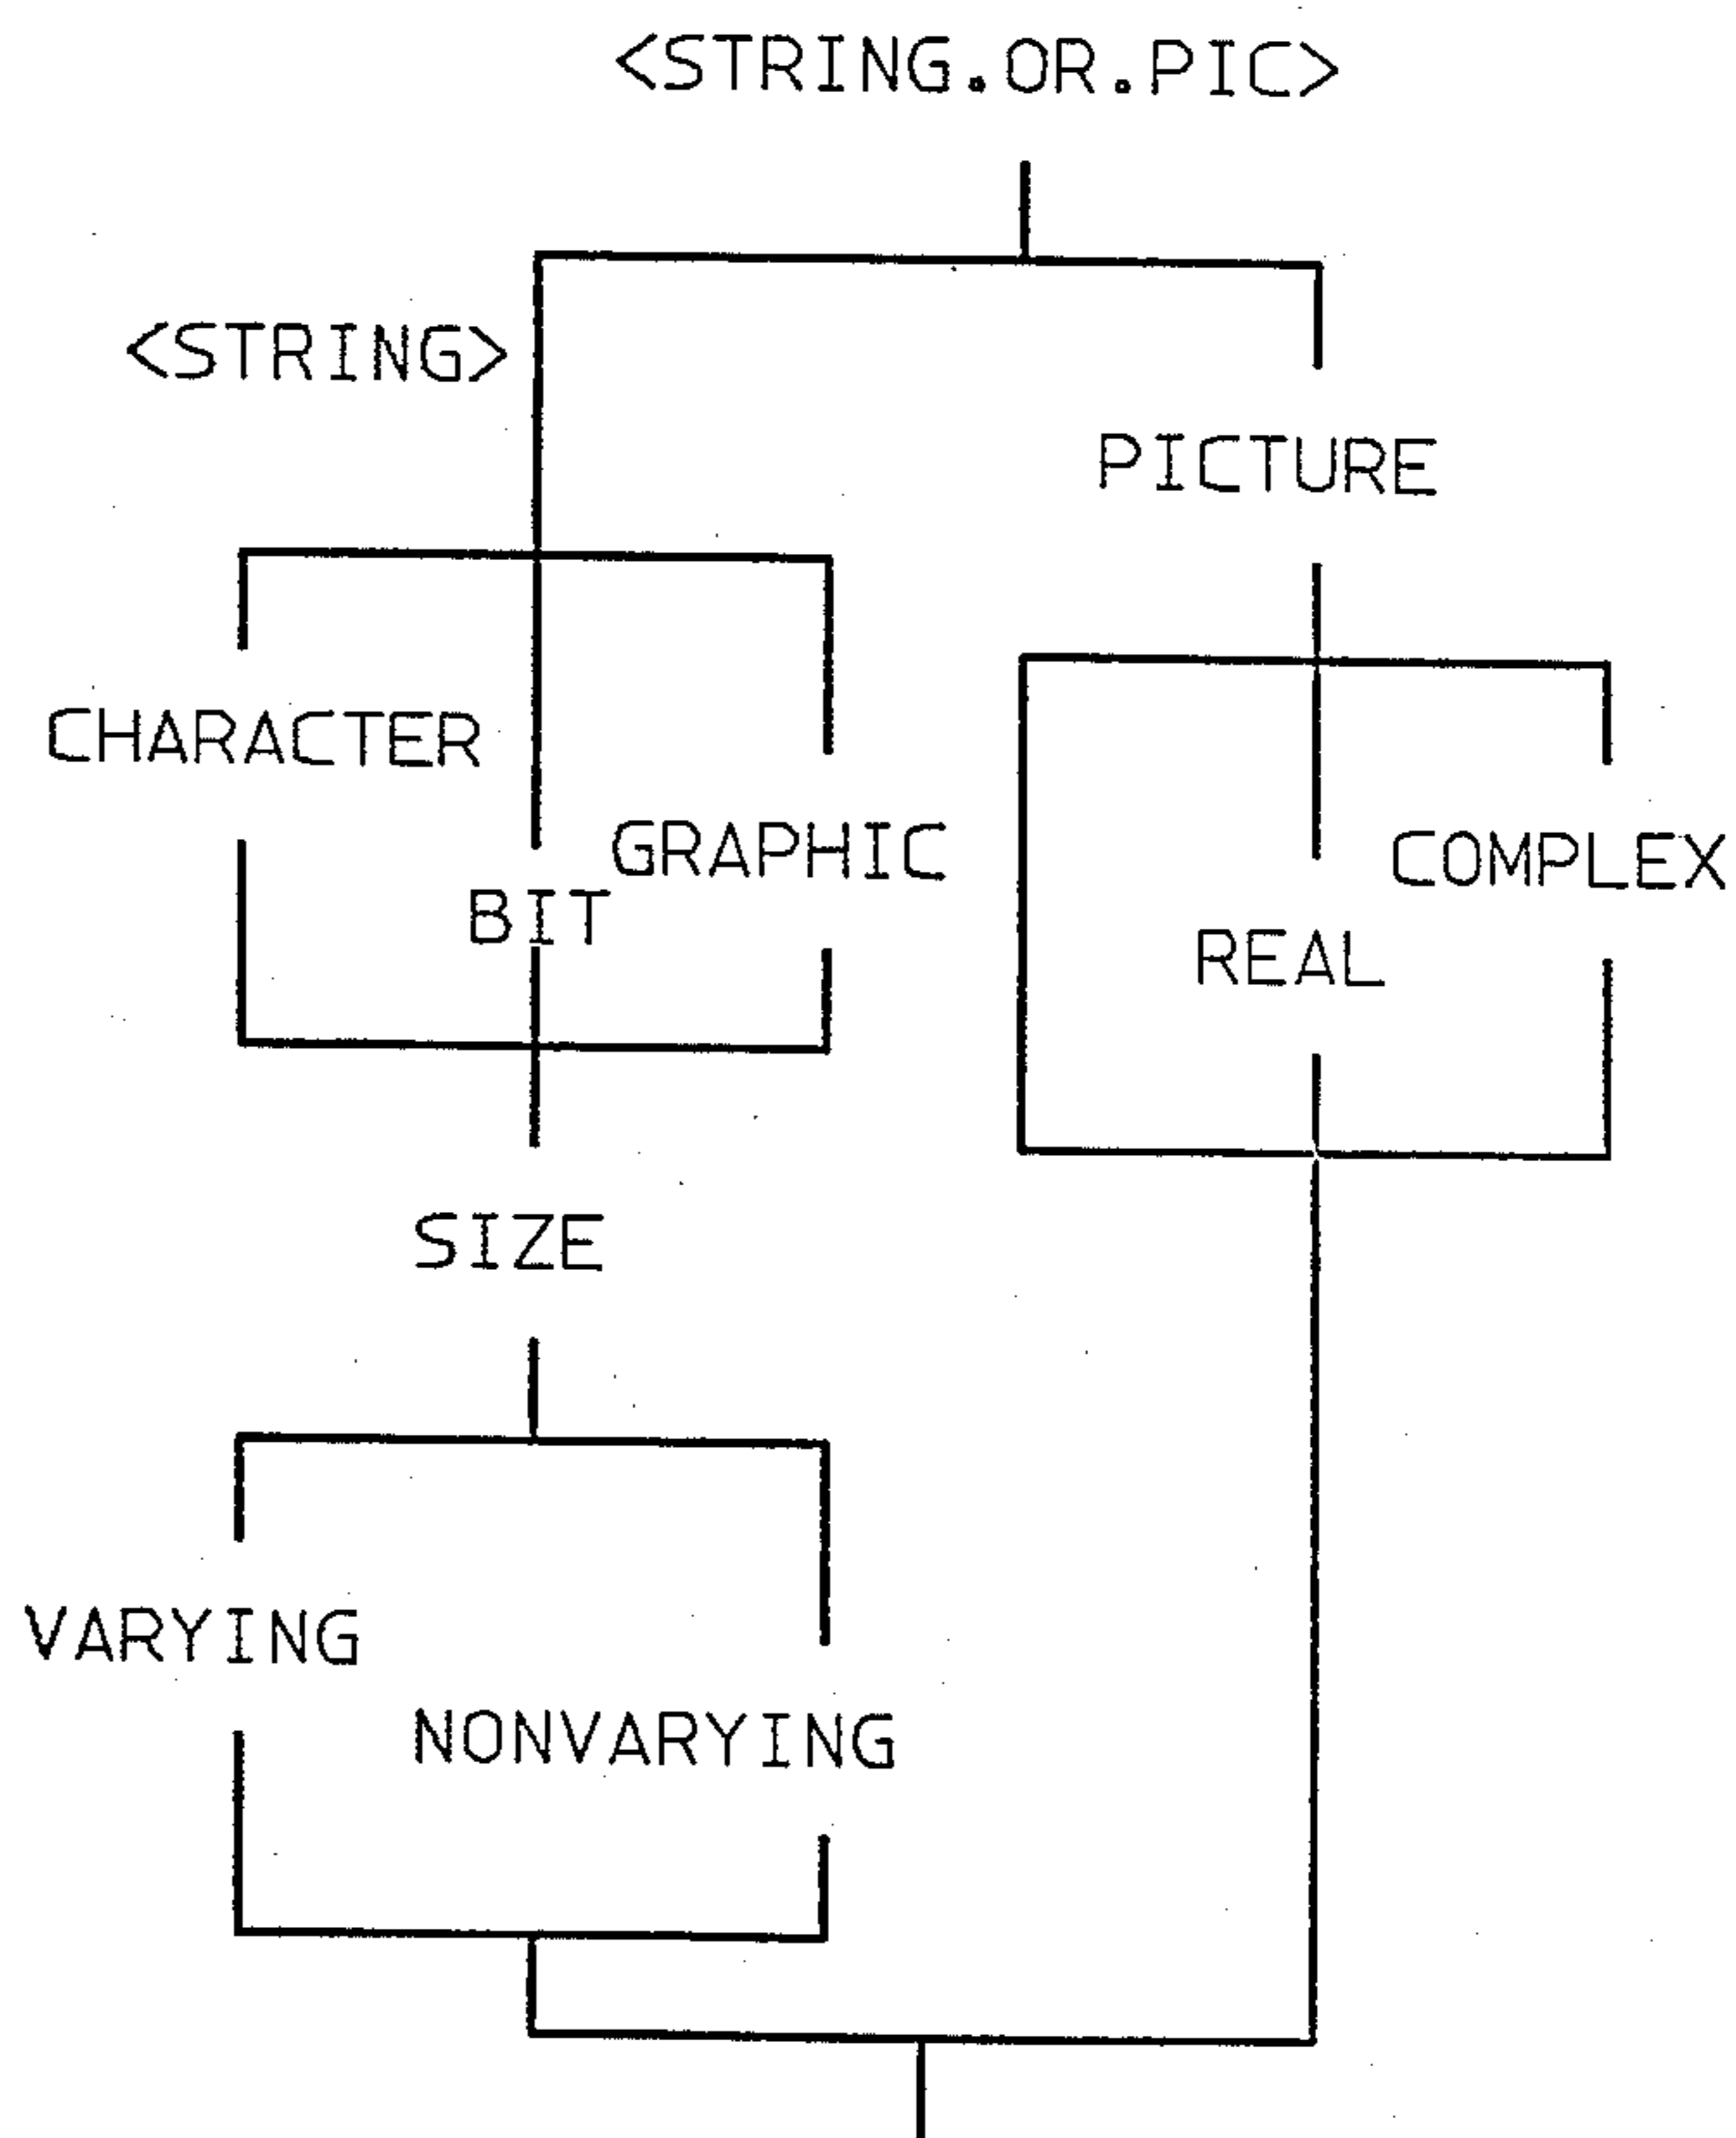 <STRING.OR.PIC>
<STRING>
PICTURE
CHARACTER
GRAPHIC
COMPLEX
BIT
REAL
SIZE
VARYING
NONVARYING